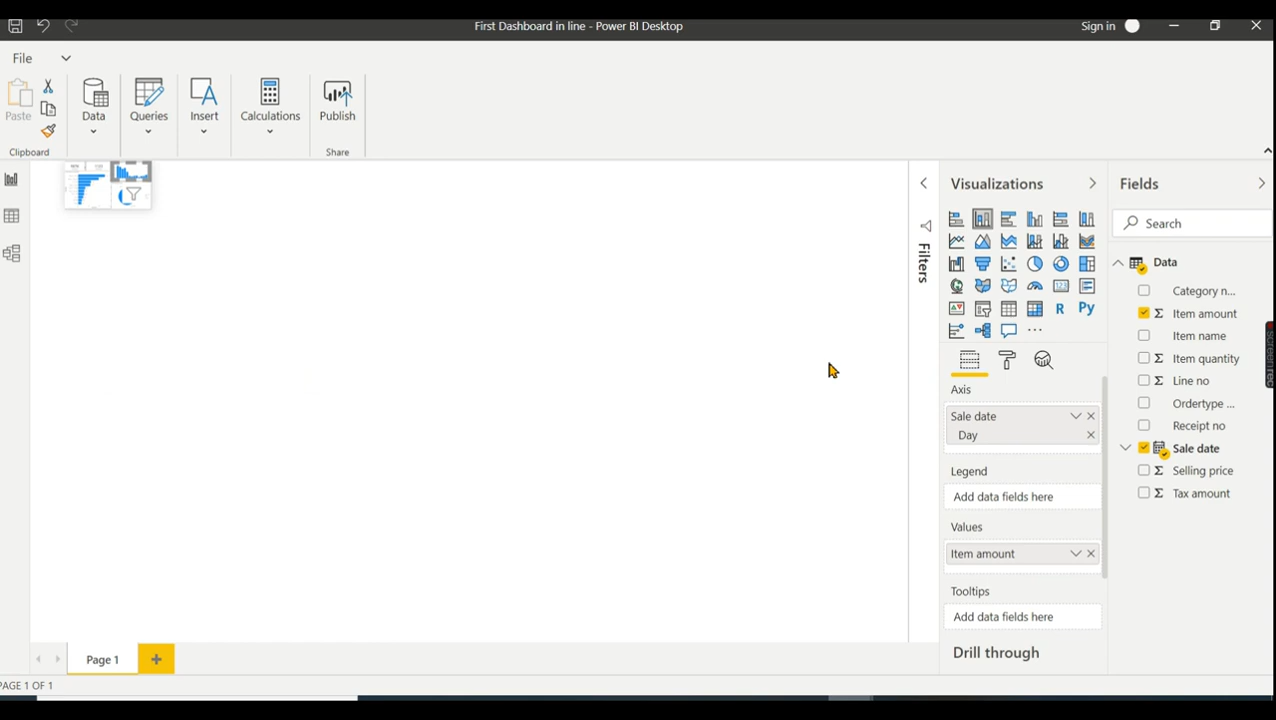 First Dashboard in line - Power BI Desktop
Sign in
File
Paste
Data
Queries
Insert
Calculations
Publish
Clipboard
Share
Visualizations
Fields
Search
Filters
R
Py
Data
Category n...
Item amount
Item name
Item quantity
Line no
Ordertype ...
Receipt no
Sale date
Selling price
Tax amount
Axis
Sale date
Day
Legend
Add data fields here
Values
Item amount
Tooltips
Add data fields here
Drill through
Page 1
PAGE 1 OF 1
screenrec